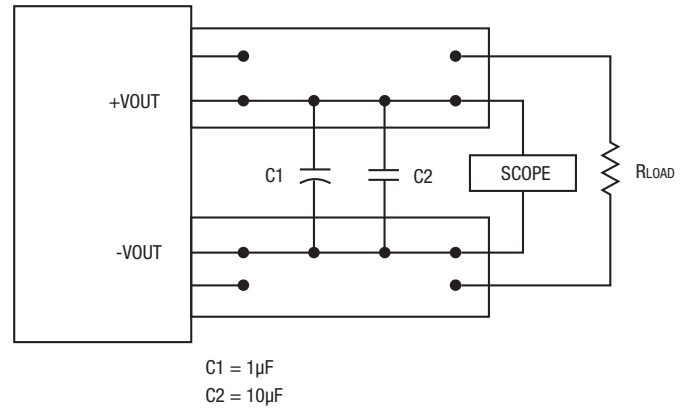 +VOUT
C1
C2
SCOPE
RLOAD
-VOUT
C1 = 1µF
C2 = 10µF